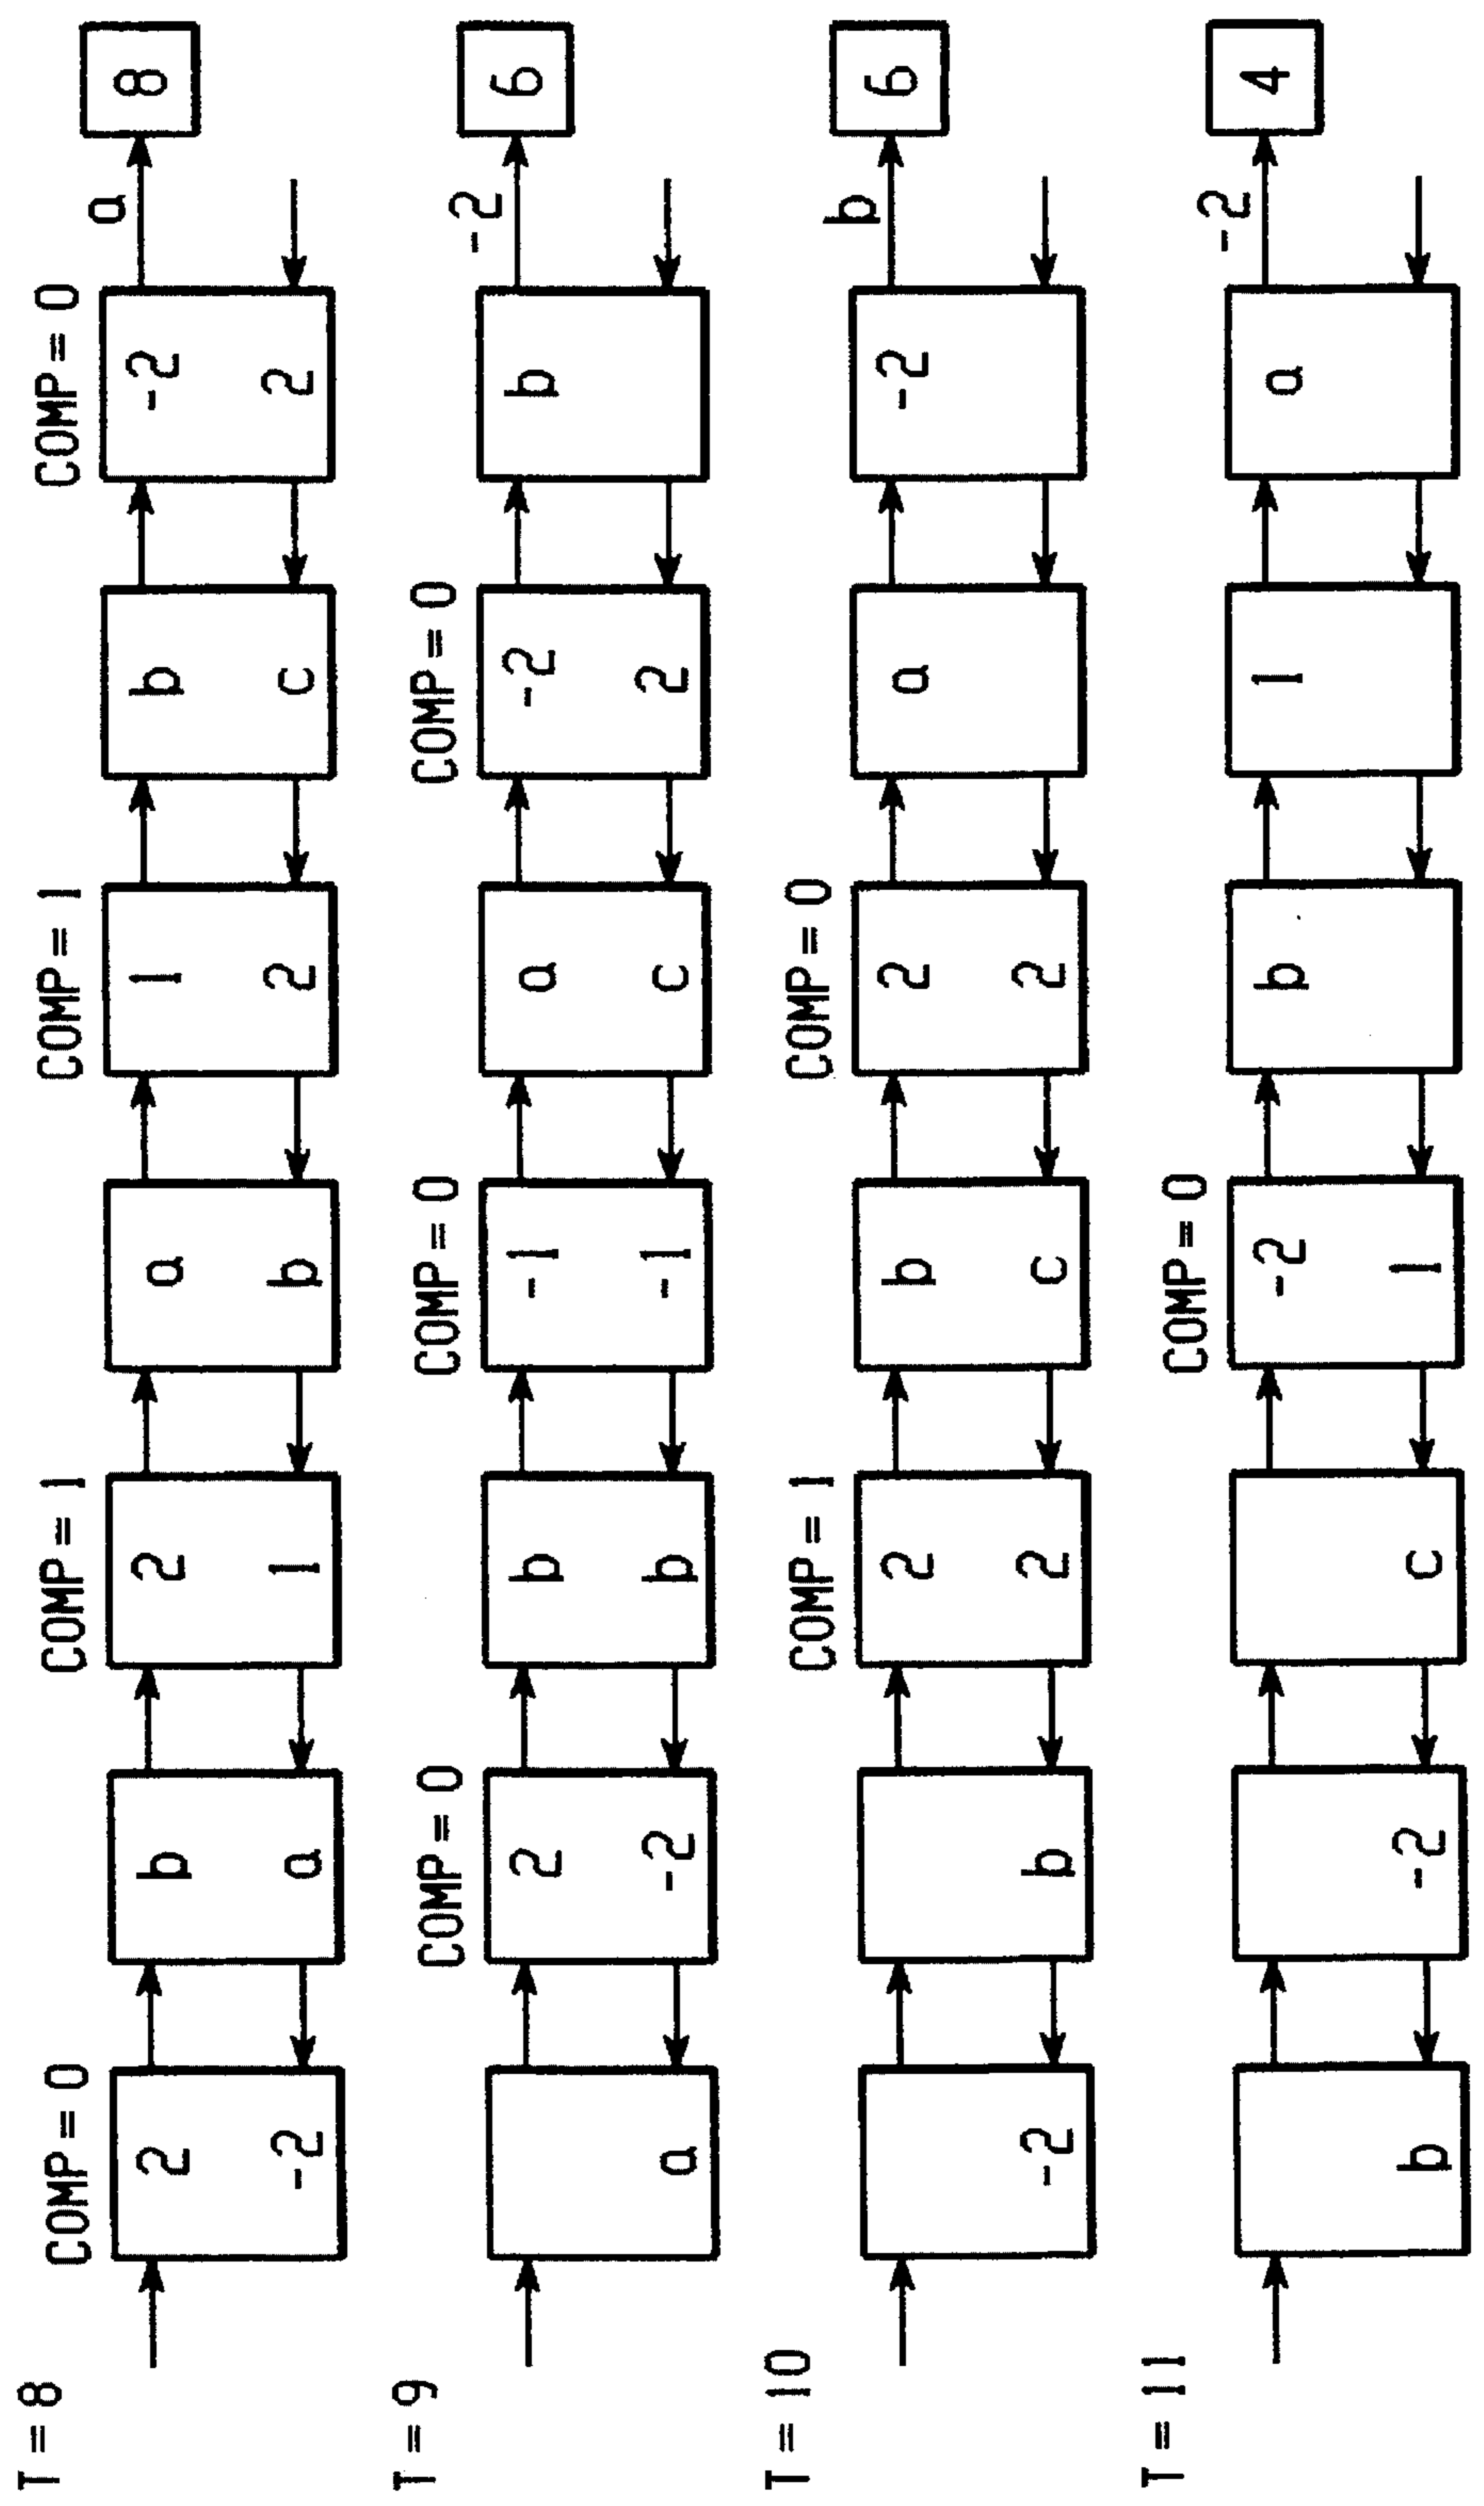 T = 8
COMP = 0 COMP = 1 COMP = 1 COMP = 0
2 b 2 a 1 b -2 a 8
-2 a 1 b 2 c 2
T = 9
COMP = 0 COMP = 0 COMP = 0
2 b -1 a -2 b -2 6
a -2 b -1 c 2
T = 10
COMP = 1 COMP = 0
2 b 2 a -2 b 6
-2 b 2 c 2
T = 11
COMP = 0
-2 b 1 a -2 4
b -2 c 1